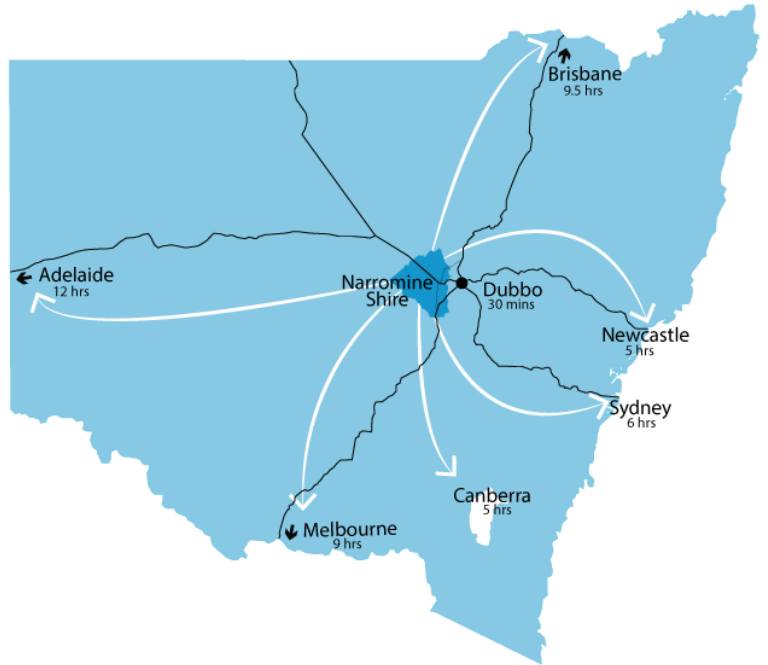 Brisbane
9.5 hrs
Adelaide
12 hrs
Narromine
Shire
Dubbo
30 mins
Newcastle
5 hrs
Sydney
6 hrs
Canberra
5 hrs
Melbourne
9 hrs